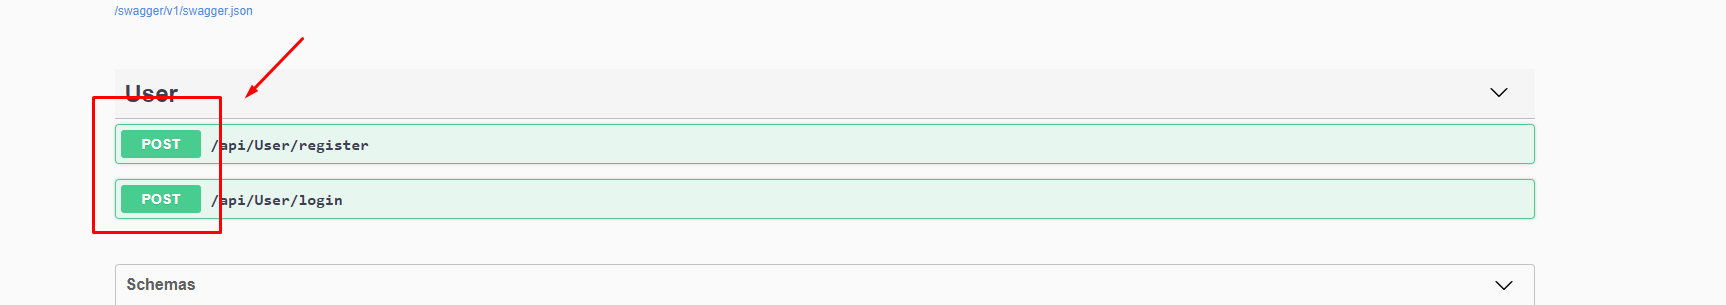 /swagger/v1/swagger.json
User
POST /api/User/register
POST /api/User/login
Schemas